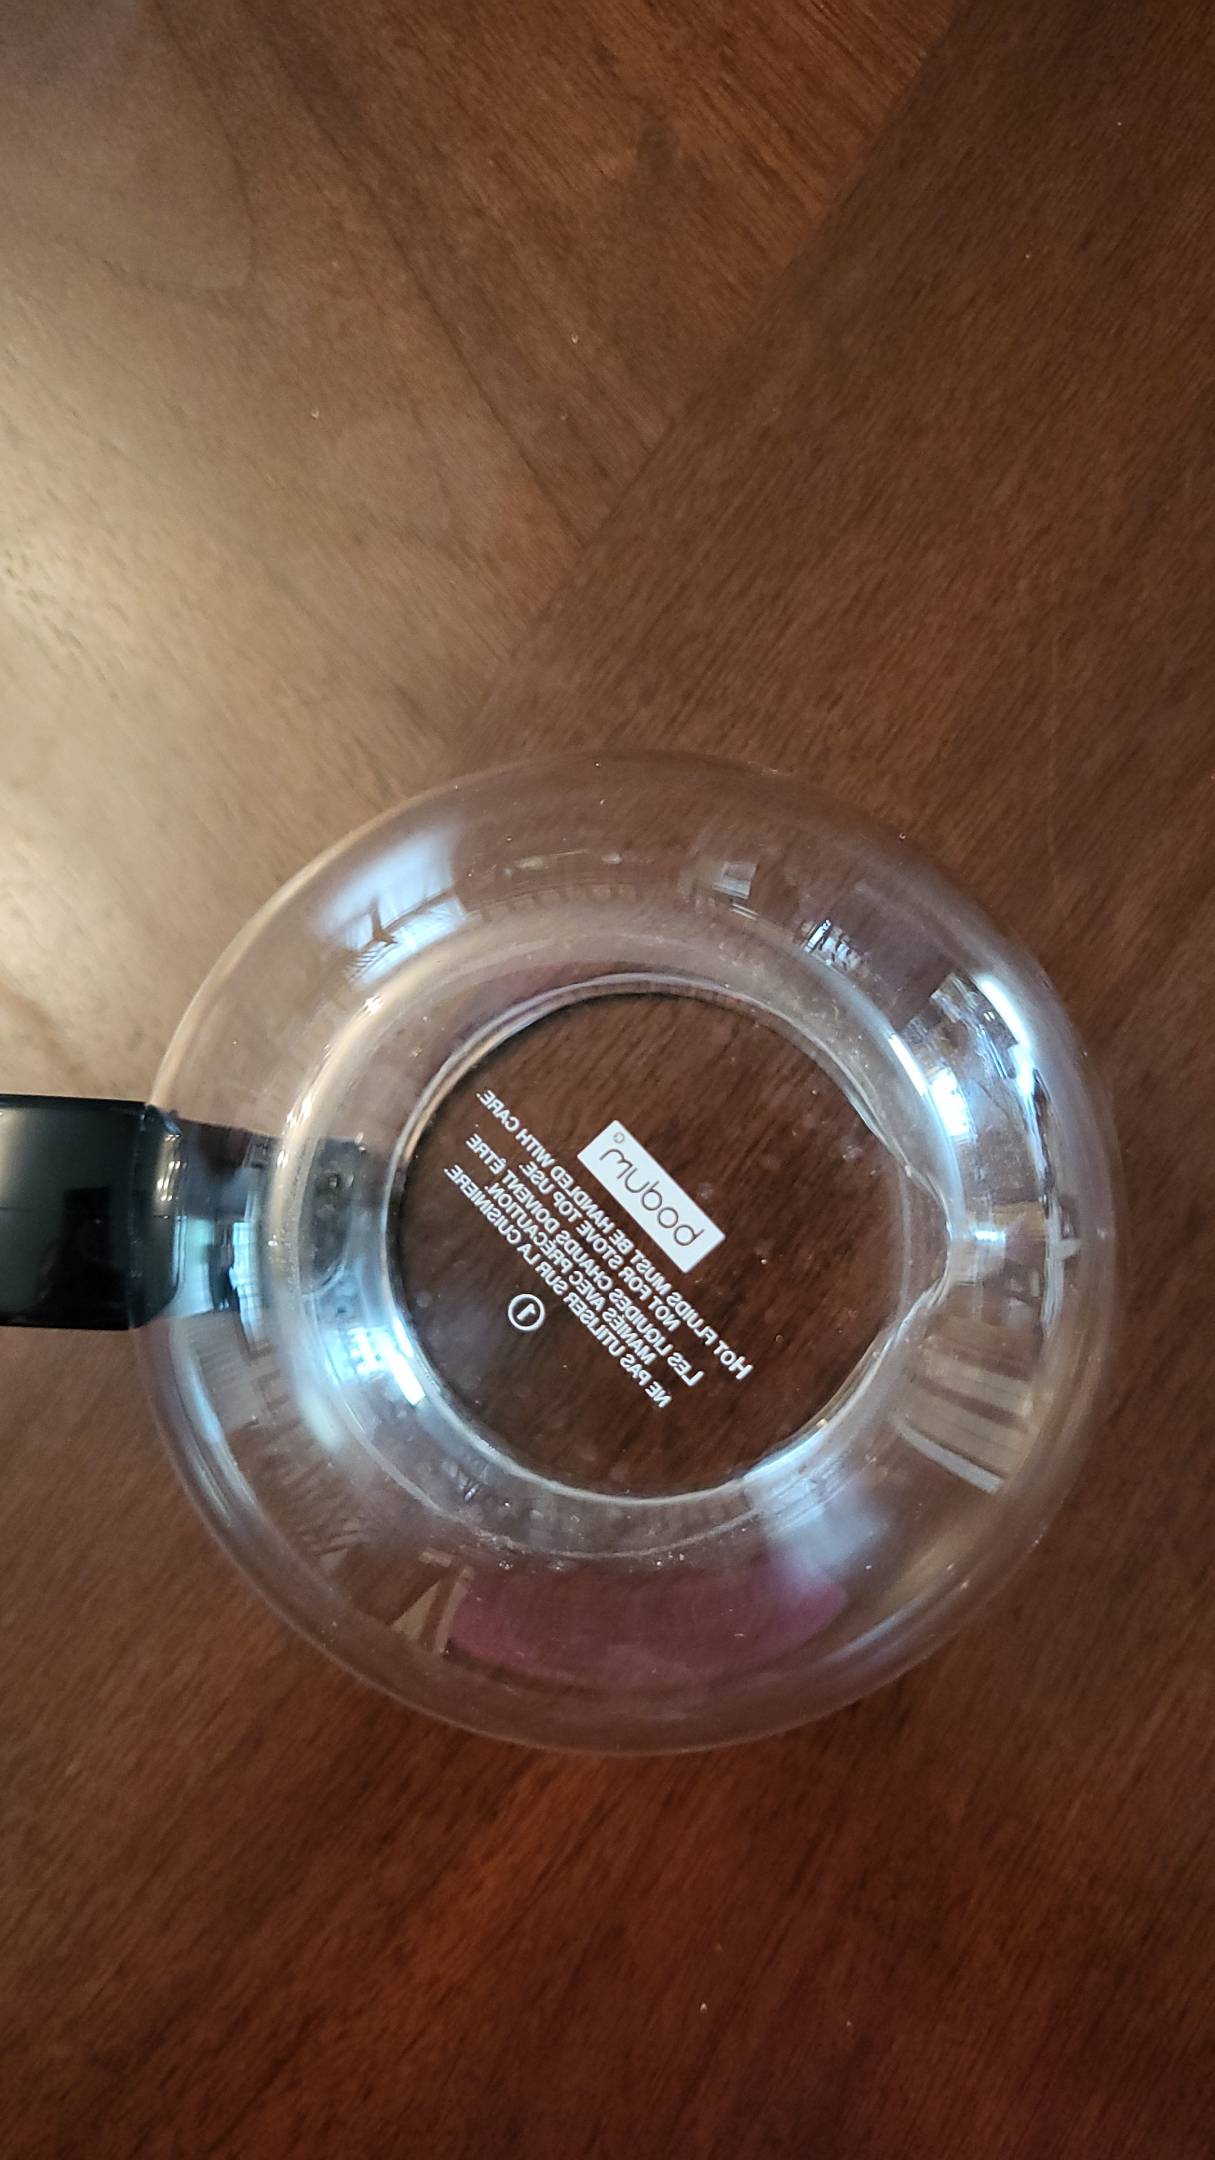 bodum®
HOT FLUIDS MUST BE HANDLED WITH CARE.
NOT FOR STOVE TOP USE.
LES LIQUIDES CHAUDS DOIVENT ÊTRE
MANIÉS AVEC PRÉCAUTION.
NE PAS UTILISER SUR LA CUISINIERE.
1